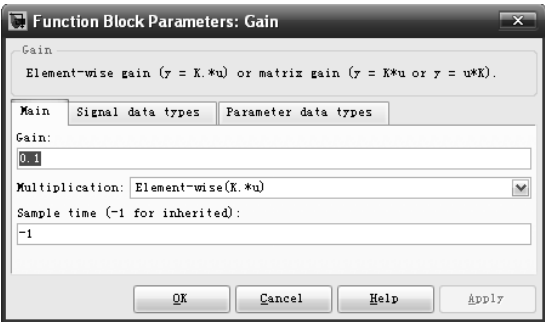 Function Block Parameters: Gain
Gain
Element-wise gain (y = K.*u) or matrix gain (y = K*u or y = u*K).
Main Signal data types Parameter data types
Gain:
0.1
Multiplication: Element-wise(K.*u)
Sample time (-1 for inherited):
-1
OK Cancel Help Apply